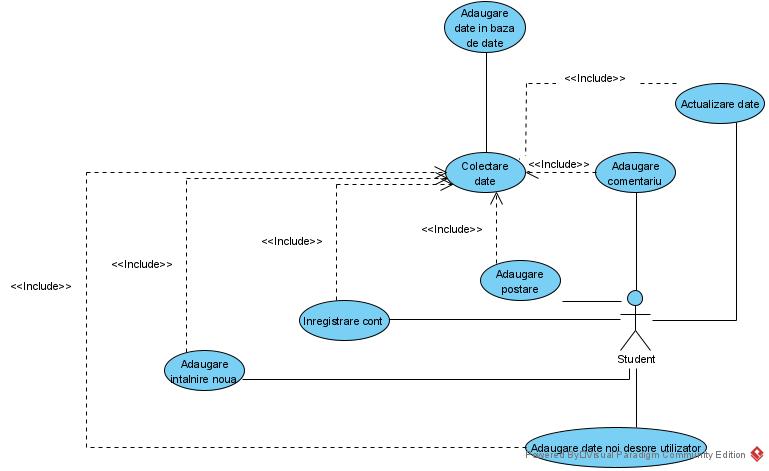 Adaugare
date in baza
de date
<<Include>>
Actualizare date
Colectare
date
<<Include>>
Adaugare
comentariu
<<Include>>
<<Include>>
<<Include>>
<<Include>>
Adaugare
postare
Inregistrare cont
Student
Adaugare
intalnire noua
Adaugare date noi despre utilizator
Powered By Visual Paradigm Community Edition